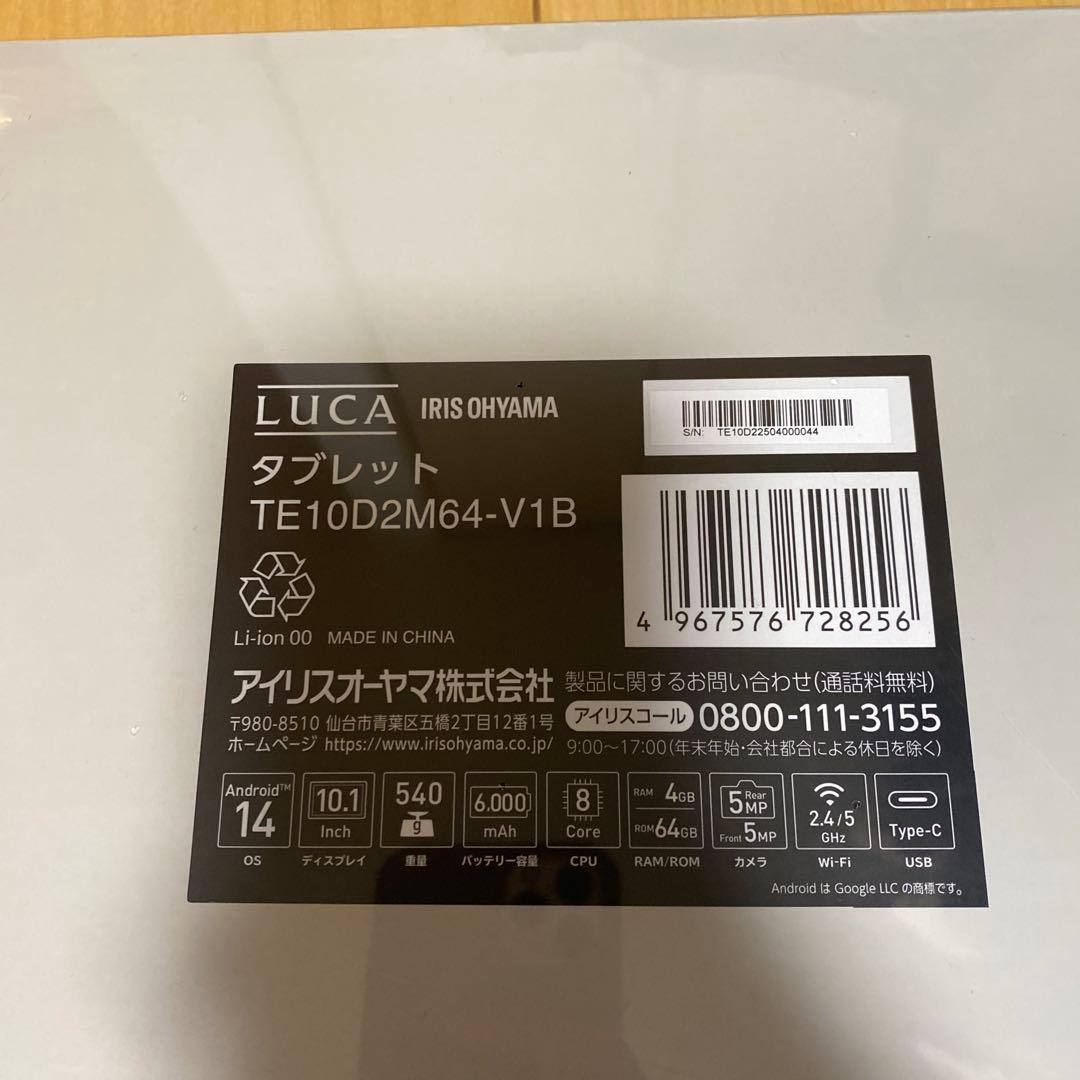 LUCA IRIS OHYAMA
タブレット
TE10D2M64-V1B
S/N: TE10D22504000044
4 967576 728256
Li-ion 00 MADE IN CHINA
アイリスオーヤマ株式会社
〒980-8510 仙台市青葉区五橋2丁目12番1号
ホームページ https://www.irisohyama.co.jp/
製品に関するお問い合わせ(通話料無料)
アイリスコール 0800-111-3155
9:00～17:00(年末年始・会社都合による休日を除く)
Android™ 14 OS
10.1 Inch ディスプレイ
540 g 重量
6.000 mAh バッテリー容量
8 Core CPU
RAM 4GB ROM 64GB RAM/ROM
Rear 5MP Front 5MP カメラ
2.4/5 GHz Wi-Fi
Type-C USB
Android は Google LLC の商標です。